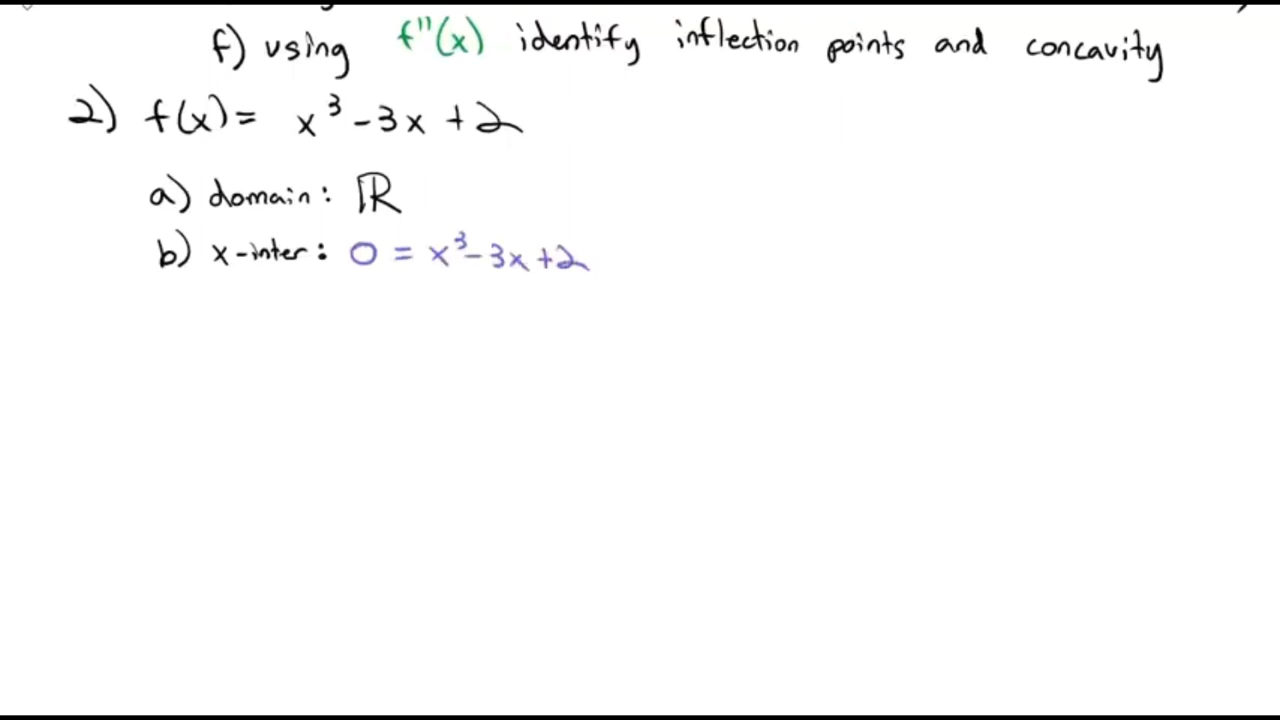 f) using f"(x) identify inflection points and concavity
2) f(x)= x³-3x+2
a) domain: ℝ
b) x-inter: 0 = x³-3x+2